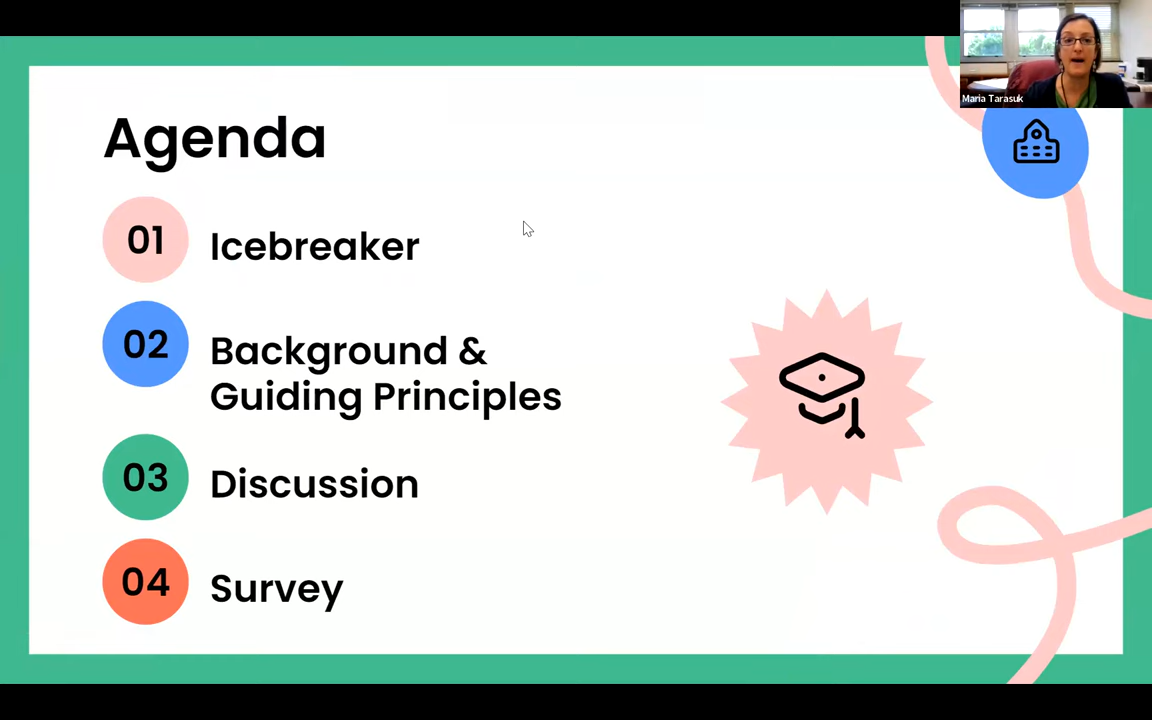 Maria Tarasuk
Agenda
01
Icebreaker
02
Background &
Guiding Principles
03
Discussion
04
Survey